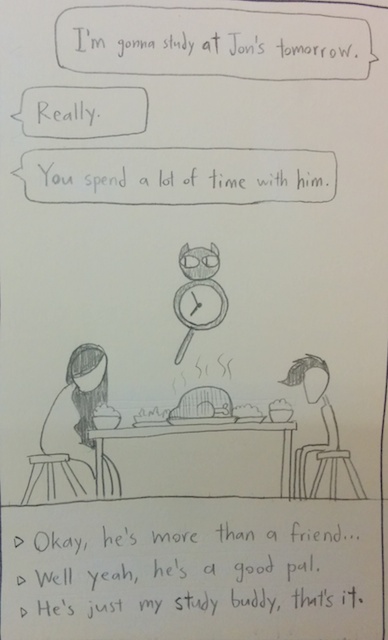 I'm gonna study at Jon's tomorrow.
Really.
You spend a lot of time with him.
Okay, he's more than a friend...
Well yeah, he's a good pal.
He's just my study buddy, that's it.